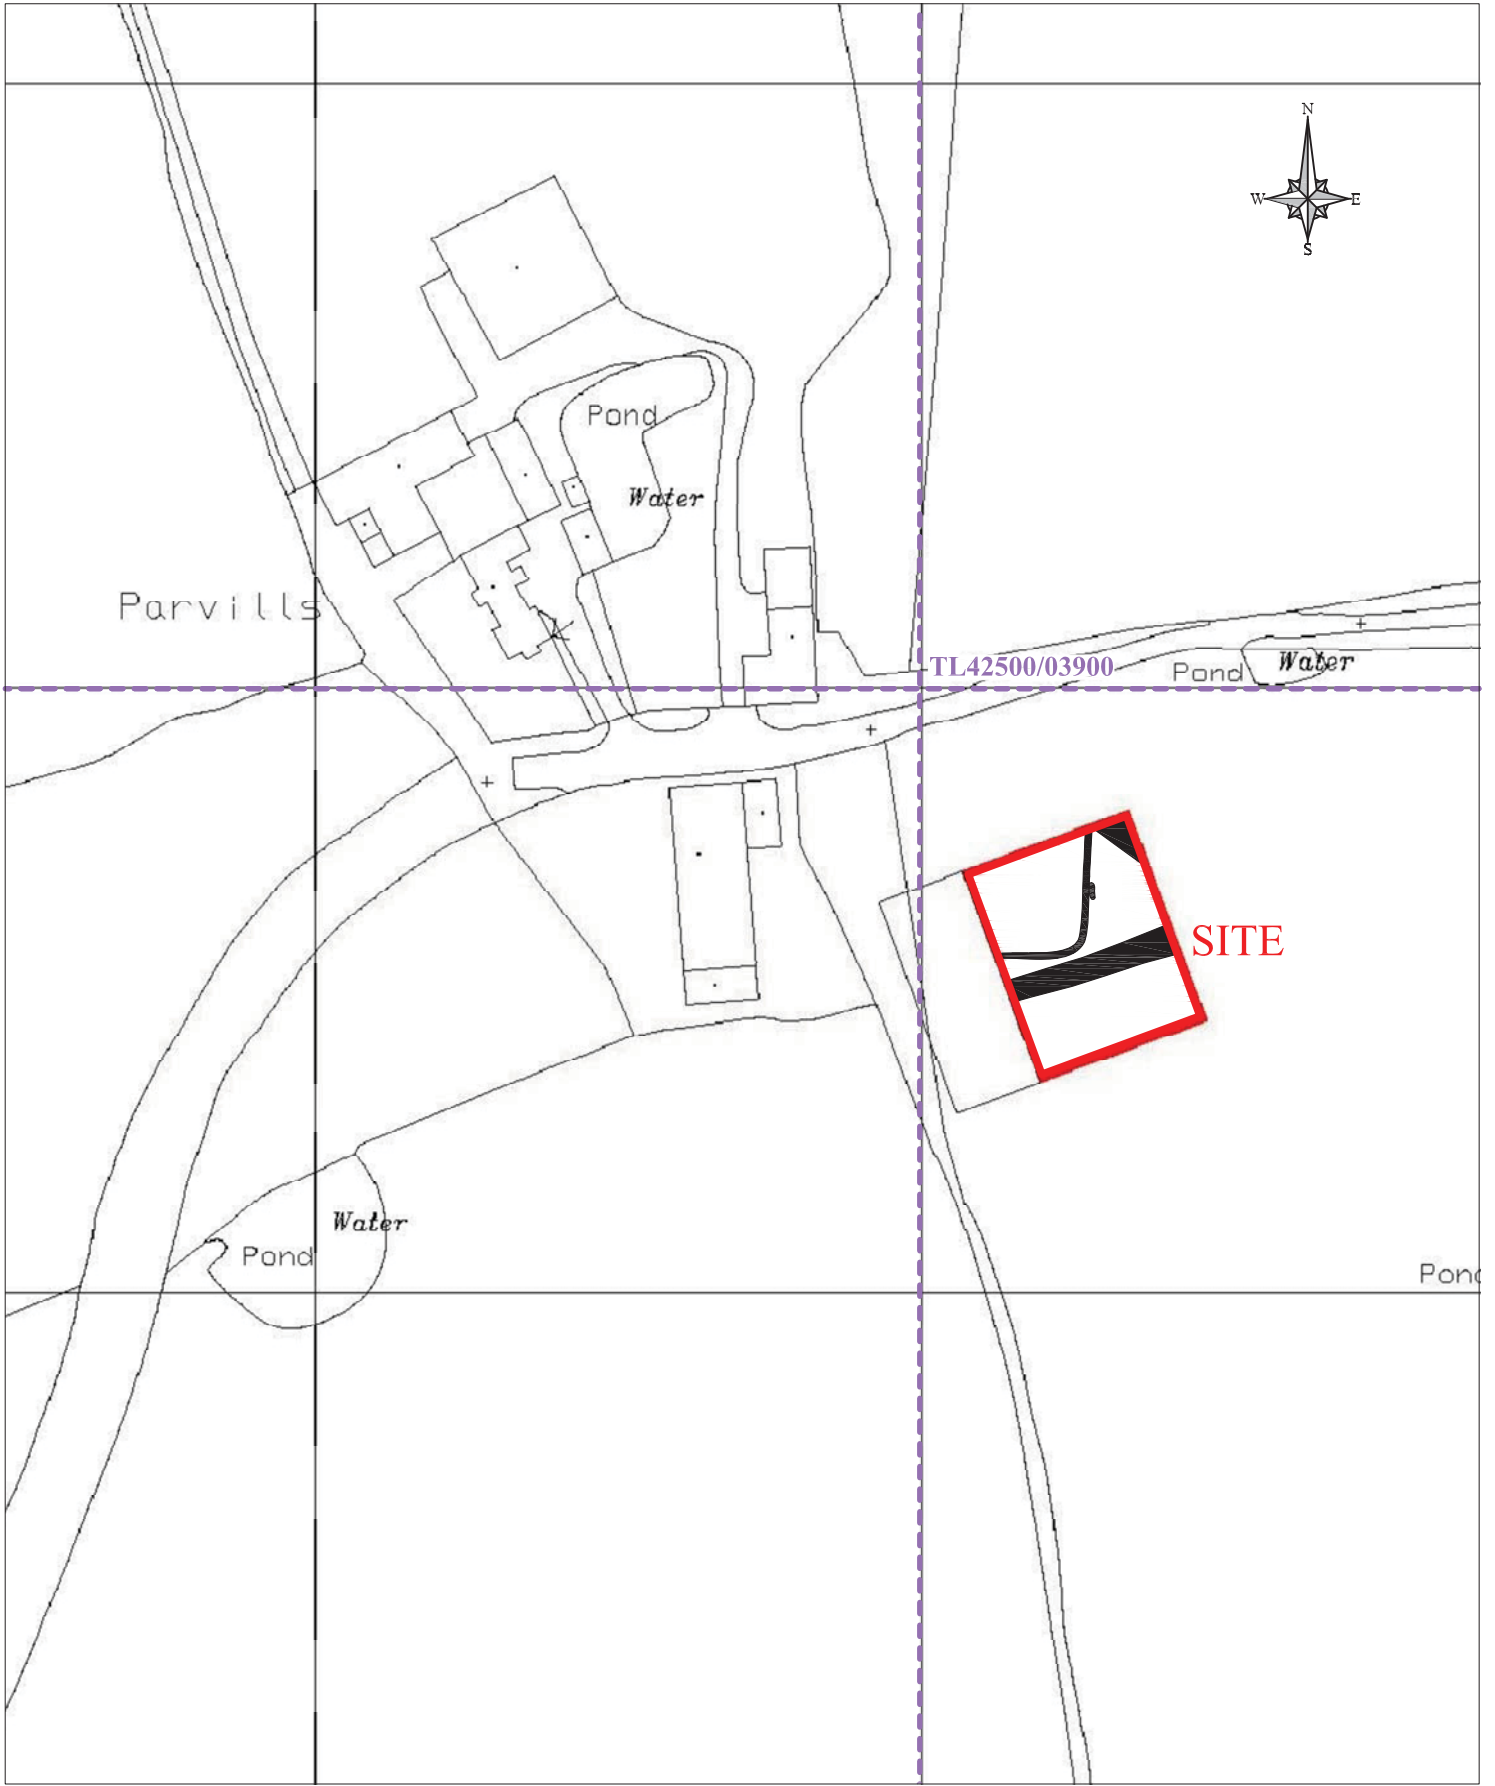 N
W E
S
Pond
Water
Parvills
TL42500/03900
Pond Water
SITE
Water
Pond
Pond